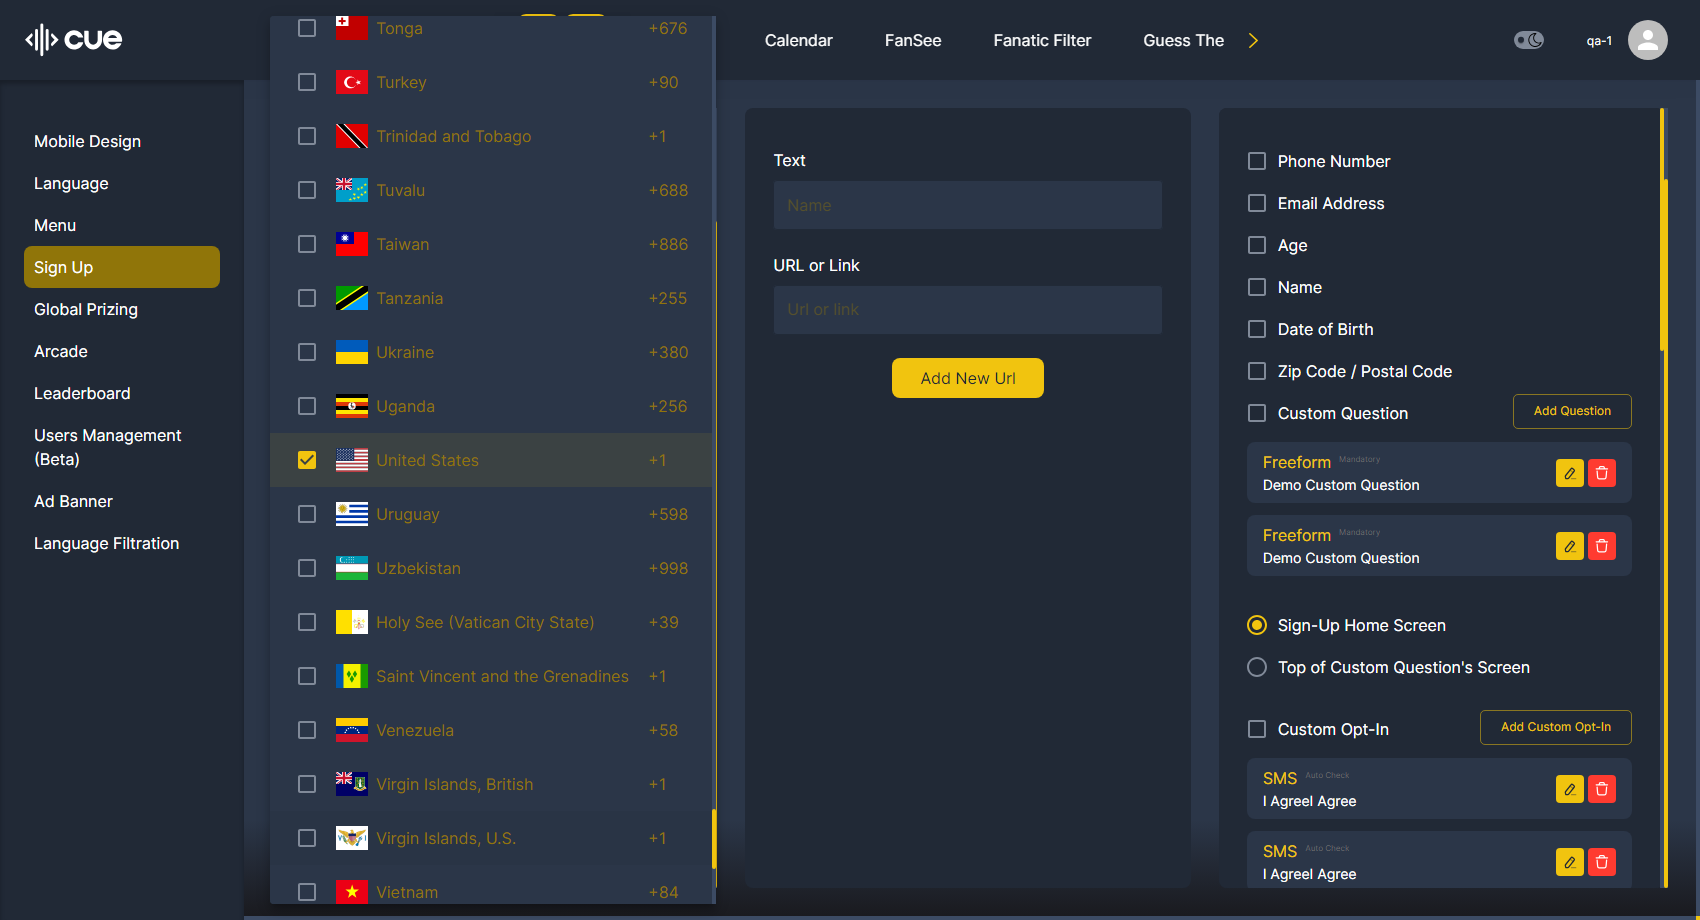 cue
Calendar
FanSee
Fanatic Filter
Guess The
qa-1
Mobile Design
Language
Menu
Sign Up
Global Prizing
Arcade
Leaderboard
Users Management
(Beta)
Ad Banner
Language Filtration
Tonga +676
Turkey +90
Trinidad and Tobago +1
Tuvalu +688
Taiwan +886
Tanzania +255
Ukraine +380
Uganda +256
United States +1
Uruguay +598
Uzbekistan +998
Holy See (Vatican City State) +39
Saint Vincent and the Grenadines +1
Venezuela +58
Virgin Islands, British +1
Virgin Islands, U.S. +1
Vietnam +84
Text
Name
URL or Link
Url or link
Add New Url
Phone Number
Email Address
Age
Name
Date of Birth
Zip Code / Postal Code
Custom Question
Add Question
Freeform Mandatory
Demo Custom Question
Freeform Mandatory
Demo Custom Question
Sign-Up Home Screen
Top of Custom Question's Screen
Custom Opt-In
Add Custom Opt-In
SMS Auto Check
I AgreeI Agree
SMS Auto Check
I AgreeI Agree